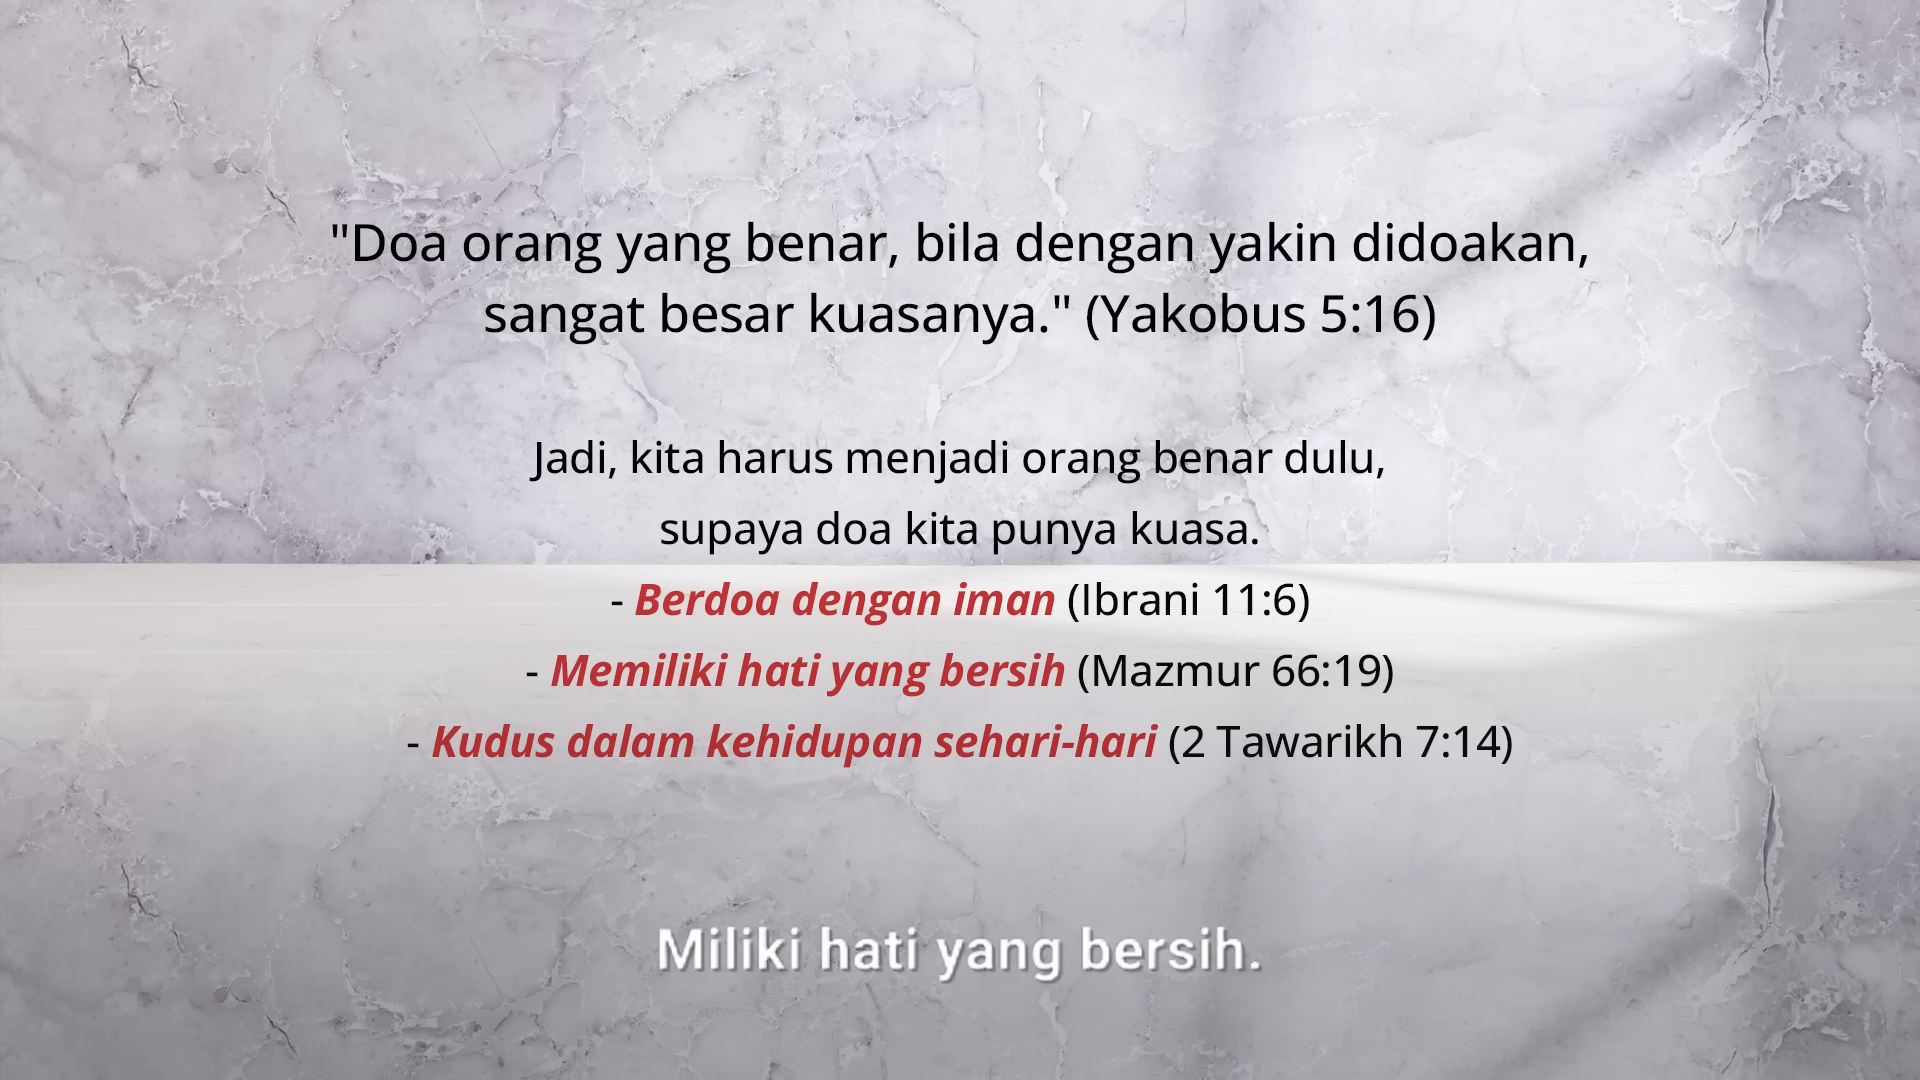 "Doa orang yang benar, bila dengan yakin didoakan,
sangat besar kuasanya." (Yakobus 5:16)
Jadi, kita harus menjadi orang benar dulu,
supaya doa kita punya kuasa.
- Berdoa dengan iman (Ibrani 11:6)
- Memiliki hati yang bersih (Mazmur 66:19)
- Kudus dalam kehidupan sehari-hari (2 Tawarikh 7:14)
Miliki hati yang bersih.